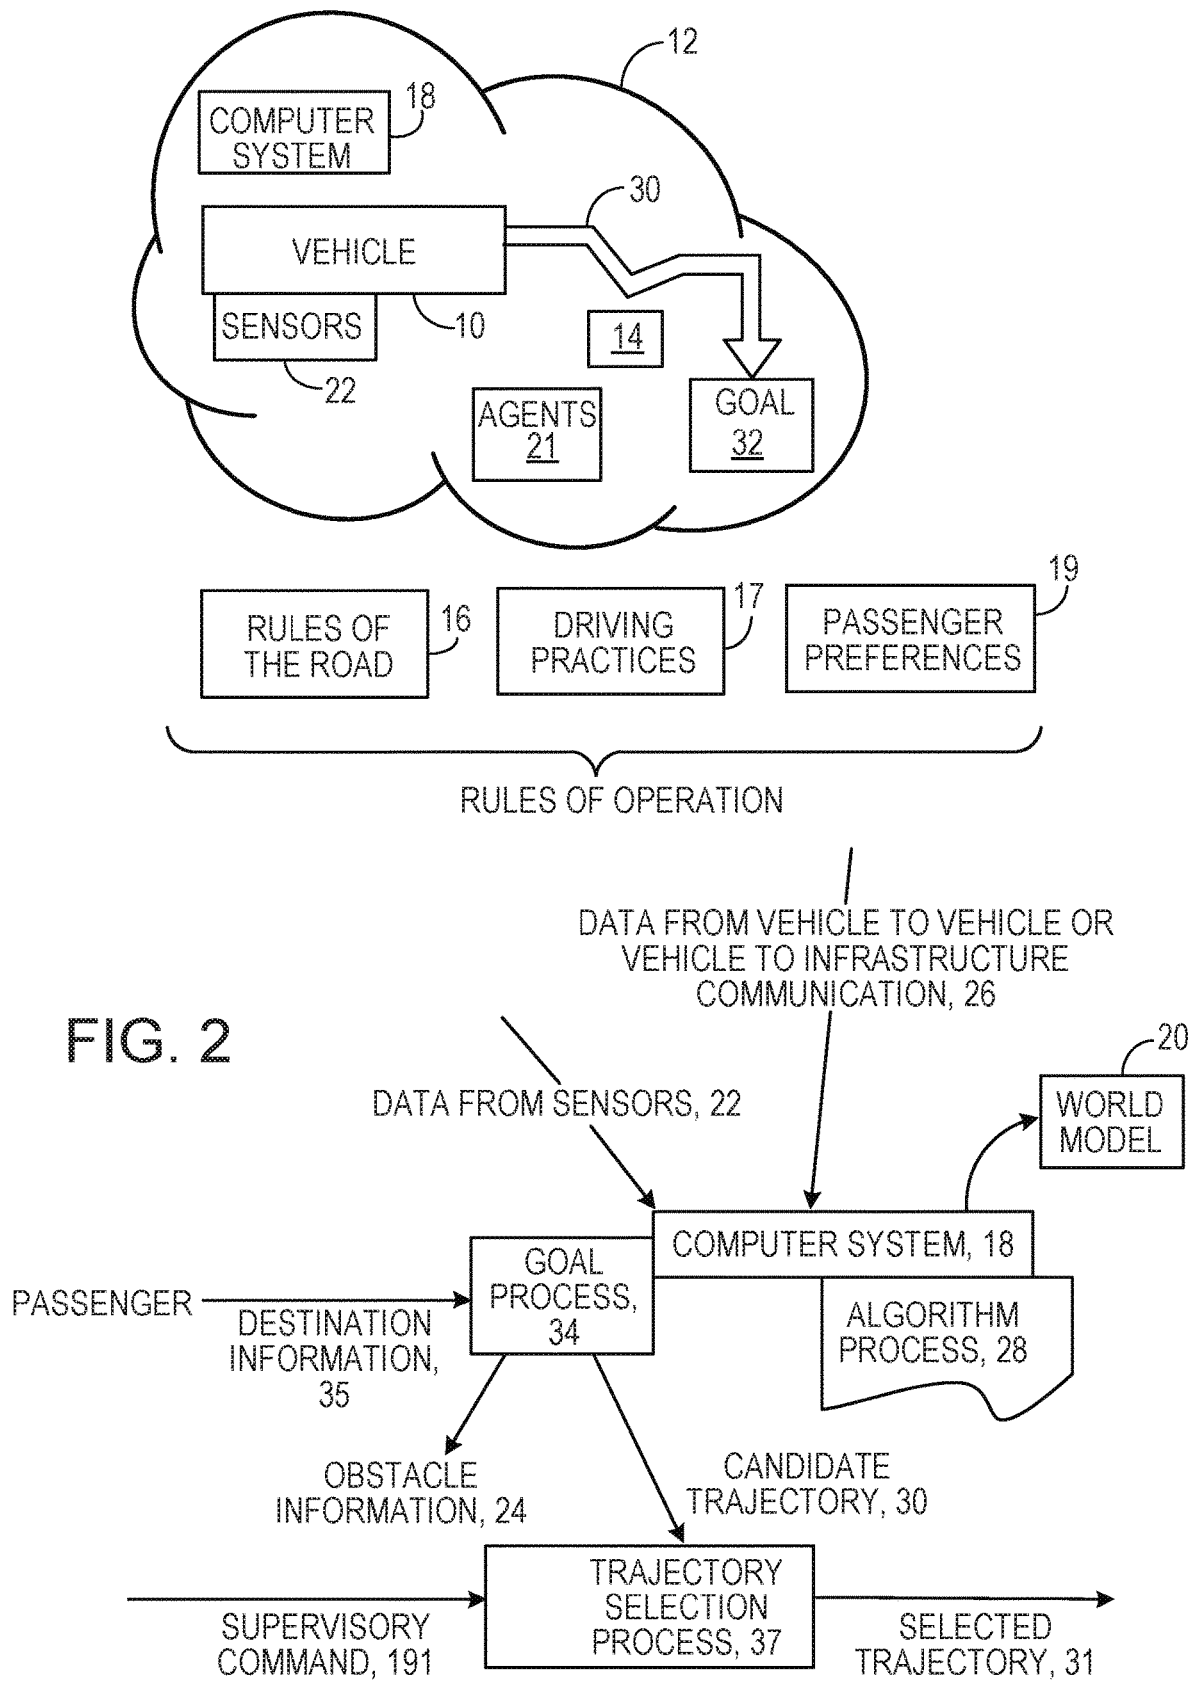 12
18
COMPUTER
SYSTEM
30
VEHICLE
10
SENSORS
22
14
AGENTS
21
GOAL
32
RULES OF
THE ROAD
16
DRIVING
PRACTICES
17
PASSENGER
PREFERENCES
19
RULES OF OPERATION
DATA FROM VEHICLE TO VEHICLE OR
VEHICLE TO INFRASTRUCTURE
COMMUNICATION, 26
FIG. 2
20
DATA FROM SENSORS, 22
WORLD
MODEL
COMPUTER SYSTEM, 18
GOAL
PROCESS,
34
PASSENGER
DESTINATION
INFORMATION,
35
ALGORITHM
PROCESS, 28
OBSTACLE
INFORMATION, 24
CANDIDATE
TRAJECTORY, 30
TRAJECTORY
SELECTION
PROCESS, 37
SUPERVISORY
COMMAND, 191
SELECTED
TRAJECTORY, 31